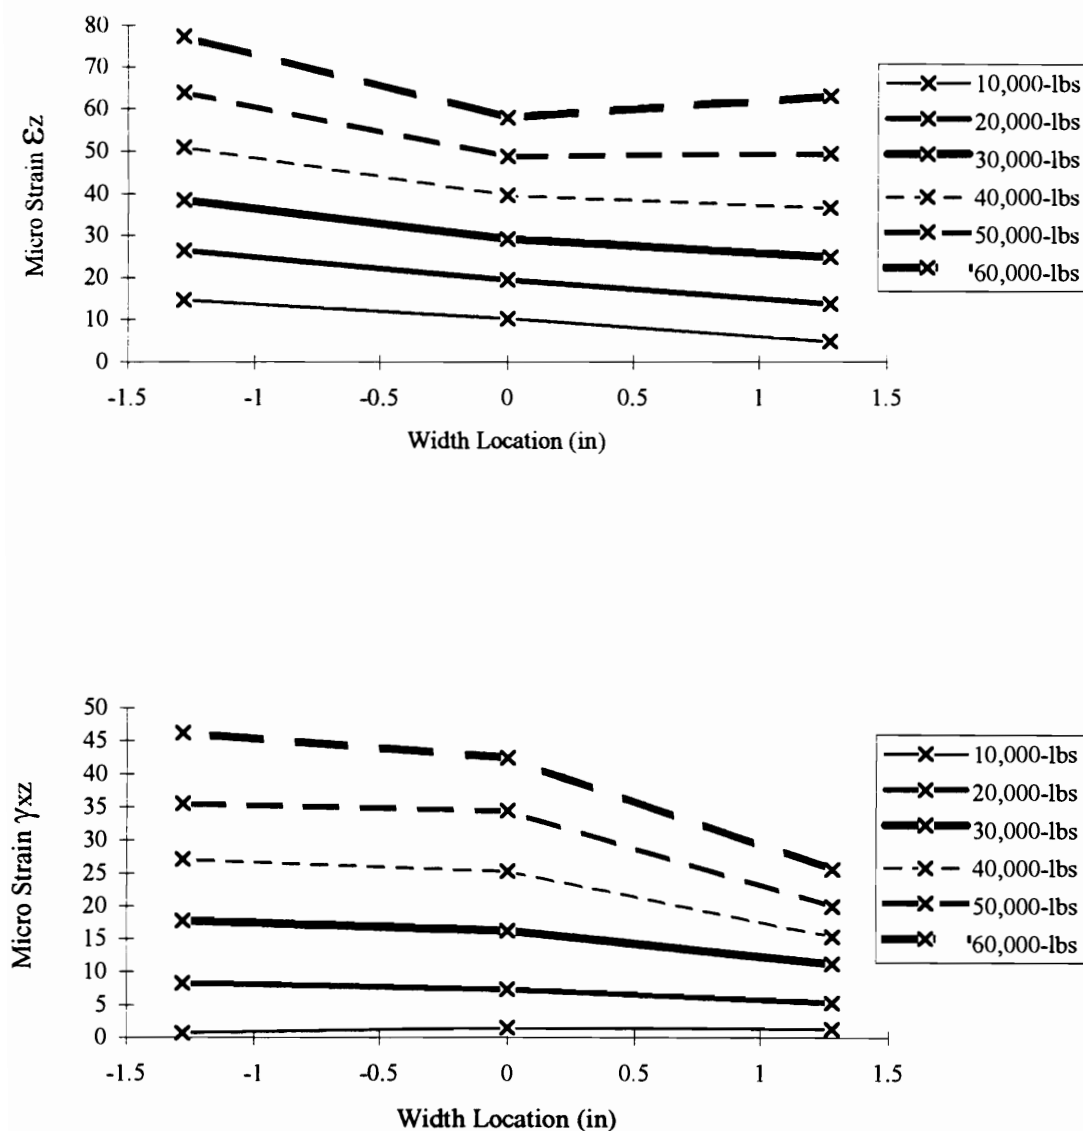 80
70
60
50
40
30
20
10
0
Micro Strain εz
-1.5
-1
-0.5
0
0.5
1
1.5
Width Location (in)
10,000-lbs
20,000-lbs
30,000-lbs
40,000-lbs
50,000-lbs
60,000-lbs
50
45
40
35
30
25
20
15
10
5
0
Micro Strain γxz
-1.5
-1
-0.5
0
0.5
1
1.5
Width Location (in)
10,000-lbs
20,000-lbs
30,000-lbs
40,000-lbs
50,000-lbs
60,000-lbs